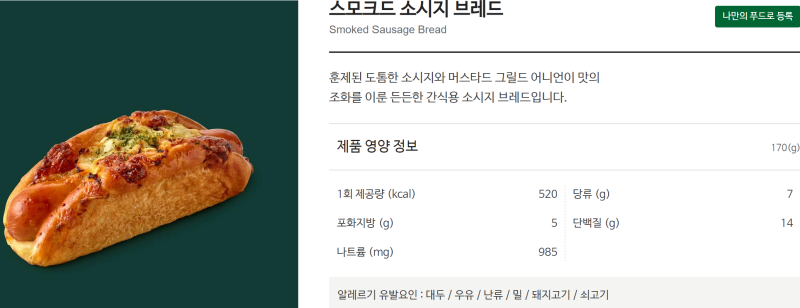 스모크드 소시지 브레드
나만의 푸드로 등록
Smoked Sausage Bread
훈제된 도톰한 소시지와 머스타드 그릴드 어니언이 맛의
조화를 이룬 든든한 간식용 소시지 브레드입니다.
제품 영양 정보 170(g)
1회 제공량 (kcal) 520 당류 (g) 7
포화지방 (g) 5 단백질 (g) 14
나트륨 (mg) 985
알레르기 유발요인 : 대두 / 우유 / 난류 / 밀 / 돼지고기 / 쇠고기